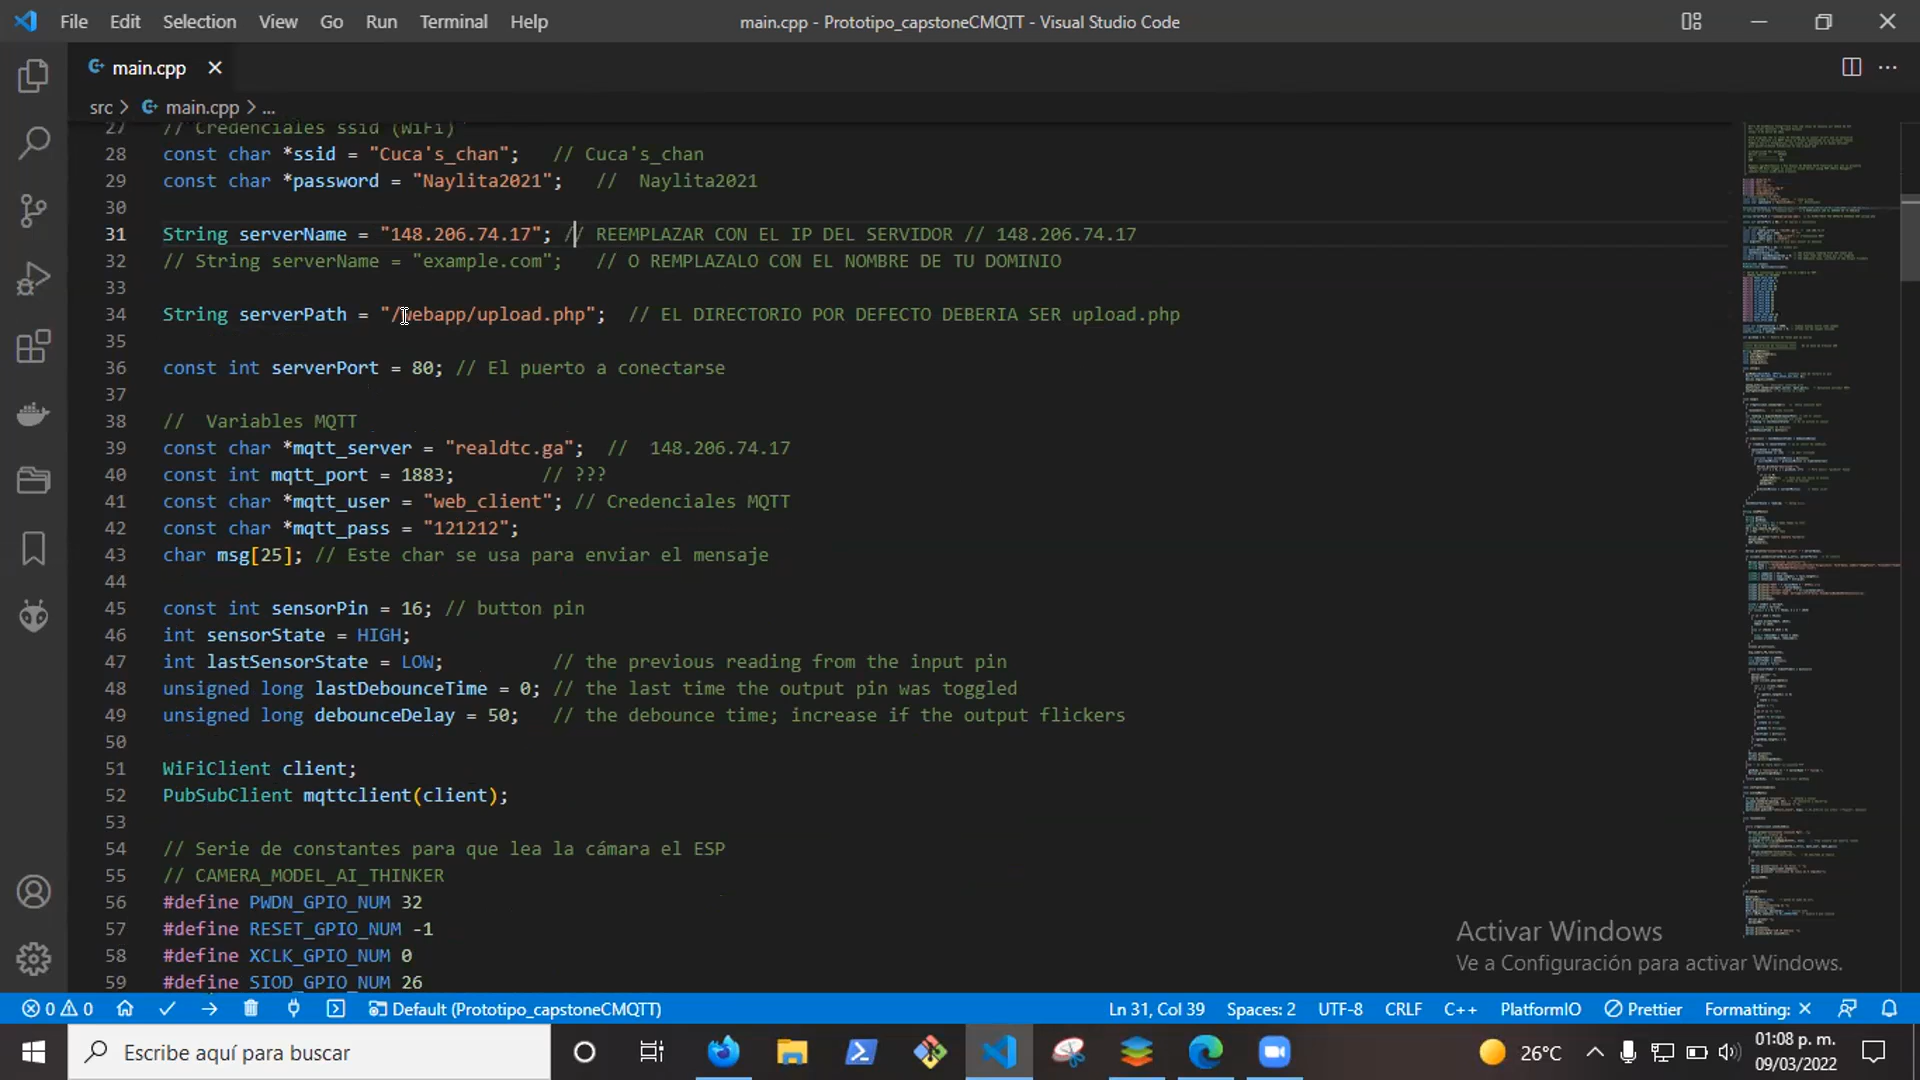 File Edit Selection View Go Run Terminal Help main.cpp - Prototipo_capstoneCMQTT - Visual Studio Code
main.cpp
src > main.cpp > ...
27 // Credenciales ssid (WiFi)
28 const char *ssid = "Cuca's_chan"; // Cuca's_chan
29 const char *password = "Naylita2021"; // Naylita2021
30
31 String serverName = "148.206.74.17"; // REEMPLAZAR CON EL IP DEL SERVIDOR // 148.206.74.17
32 // String serverName = "example.com"; // O REMPLAZALO CON EL NOMBRE DE TU DOMINIO
33
34 String serverPath = "/webapp/upload.php"; // EL DIRECTORIO POR DEFECTO DEBERIA SER upload.php
35
36 const int serverPort = 80; // El puerto a conectarse
37
38 // Variables MQTT
39 const char *mqtt_server = "realdtc.ga"; // 148.206.74.17
40 const int mqtt_port = 1883; // ???
41 const char *mqtt_user = "web_client"; // Credenciales MQTT
42 const char *mqtt_pass = "121212";
43 char msg[25]; // Este char se usa para enviar el mensaje
44
45 const int sensorPin = 16; // button pin
46 int sensorState = HIGH;
47 int lastSensorState = LOW; // the previous reading from the input pin
48 unsigned long lastDebounceTime = 0; // the last time the output pin was toggled
49 unsigned long debounceDelay = 50; // the debounce time; increase if the output flickers
50
51 WiFiClient client;
52 PubSubClient mqttclient(client);
53
54 // Serie de constantes para que lea la cámara el ESP
55 // CAMERA_MODEL_AI_THINKER
56 #define PWDN_GPIO_NUM 32
57 #define RESET_GPIO_NUM -1
58 #define XCLK_GPIO_NUM 0
59 #define SIOD_GPIO_NUM 26
Activar Windows
Ve a Configuración para activar Windows.
0 0 Default (Prototipo_capstoneCMQTT) Ln 31, Col 39 Spaces: 2 UTF-8 CRLF C++ PlatformIO Prettier Formatting: ×
Escribe aquí para buscar 26°C 01:08 p. m.
09/03/2022